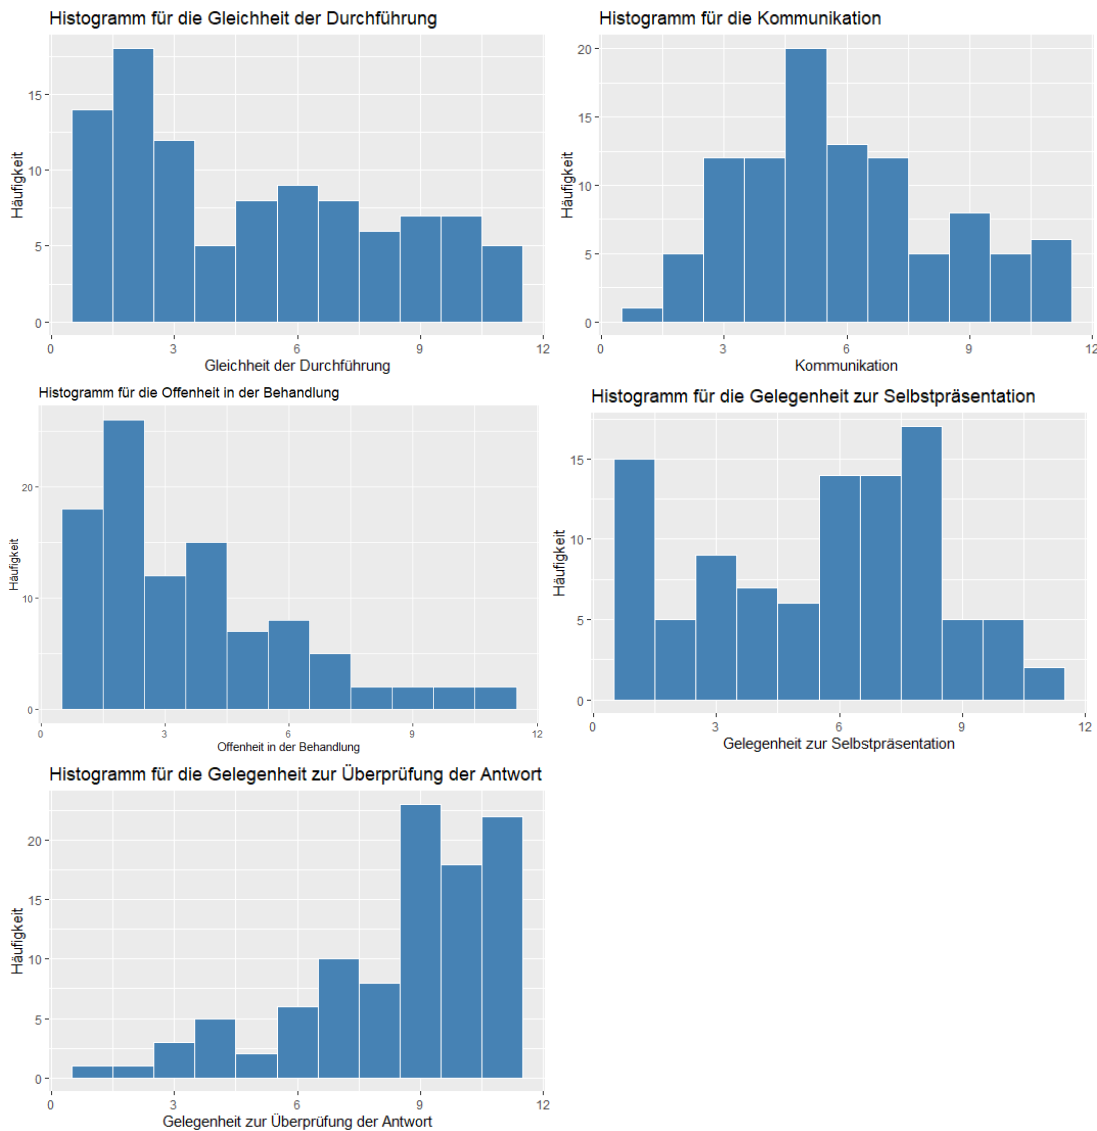 Histogramm für die Gleichheit der Durchführung
Häufigkeit
15
10
5
0
0 3 6 9 12
Gleichheit der Durchführung
Histogramm für die Kommunikation
Häufigkeit
20
15
10
5
0
0 3 6 9 12
Kommunikation
Histogramm für die Offenheit in der Behandlung
Häufigkeit
20
10
0
0 3 6 9 12
Offenheit in der Behandlung
Histogramm für die Gelegenheit zur Selbstpräsentation
Häufigkeit
15
10
5
0
0 3 6 9 12
Gelegenheit zur Selbstpräsentation
Histogramm für die Gelegenheit zur Überprüfung der Antwort
Häufigkeit
20
15
10
5
0
0 3 6 9 12
Gelegenheit zur Überprüfung der Antwort